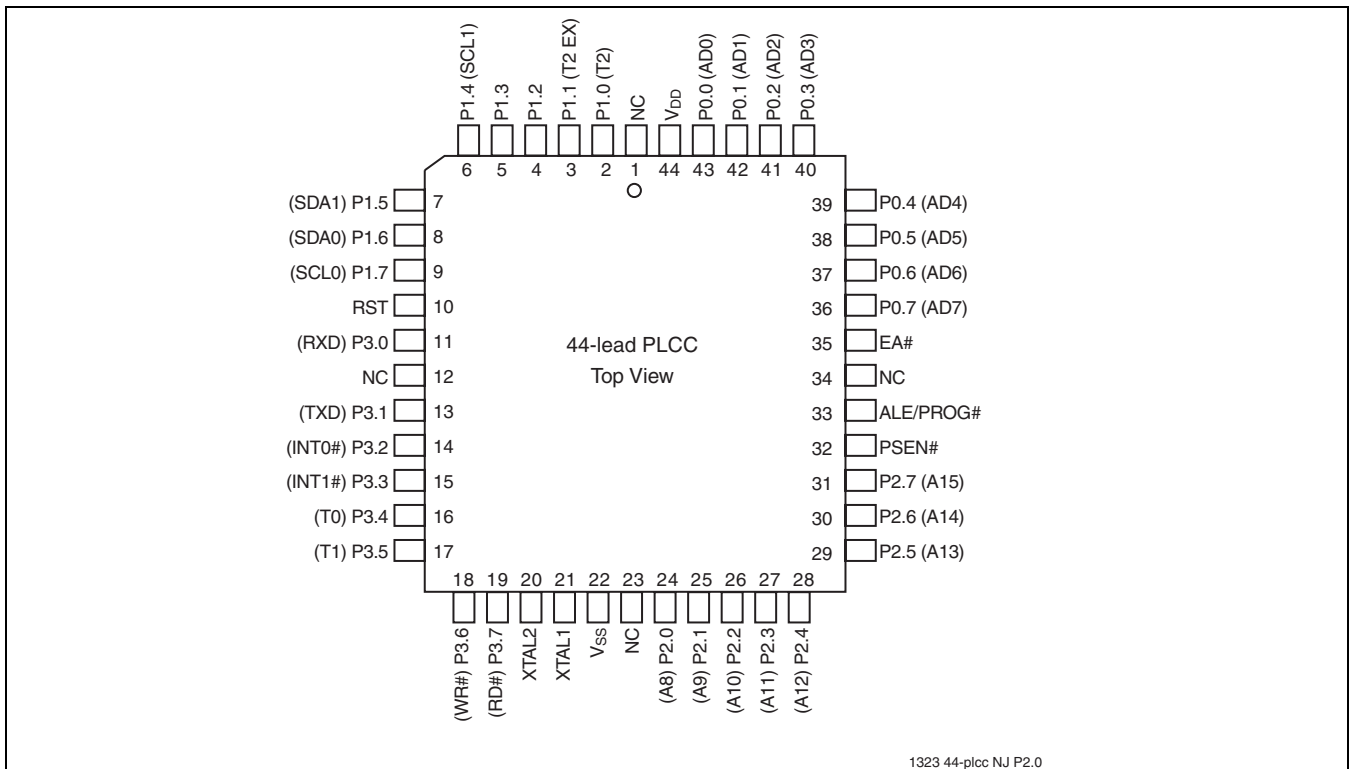 P1.4 (SCL1)
P1.3
P1.2
P1.1 (T2 EX)
P1.0 (T2)
NC
VDD
P0.0 (AD0)
P0.1 (AD1)
P0.2 (AD2)
P0.3 (AD3)
6 5 4 3 2 1 44 43 42 41 40
(SDA1) P1.5 7
(SDA0) P1.6 8
(SCL0) P1.7 9
RST 10
(RXD) P3.0 11
NC 12
(TXD) P3.1 13
(INT0#) P3.2 14
(INT1#) P3.3 15
(T0) P3.4 16
(T1) P3.5 17
44-lead PLCC
Top View
39 P0.4 (AD4)
38 P0.5 (AD5)
37 P0.6 (AD6)
36 P0.7 (AD7)
35 EA#
34 NC
33 ALE/PROG#
32 PSEN#
31 P2.7 (A15)
30 P2.6 (A14)
29 P2.5 (A13)
18 19 20 21 22 23 24 25 26 27 28
(WR#) P3.6
(RD#) P3.7
XTAL2
XTAL1
VSS
NC
(A8) P2.0
(A9) P2.1
(A10) P2.2
(A11) P2.3
(A12) P2.4
1323 44-plcc NJ P2.0